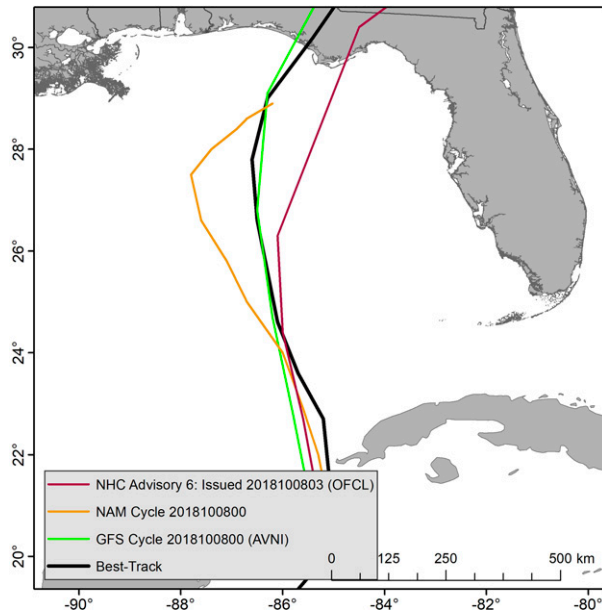 30°
28°
26°
24°
22°
20°
NHC Advisory 6: Issued 2018100803 (OFCL)
NAM Cycle 2018100800
GFS Cycle 2018100800 (AVNI)
Best-Track
0 125 250 500 km
-90° -88° -86° -84° -82° -80°